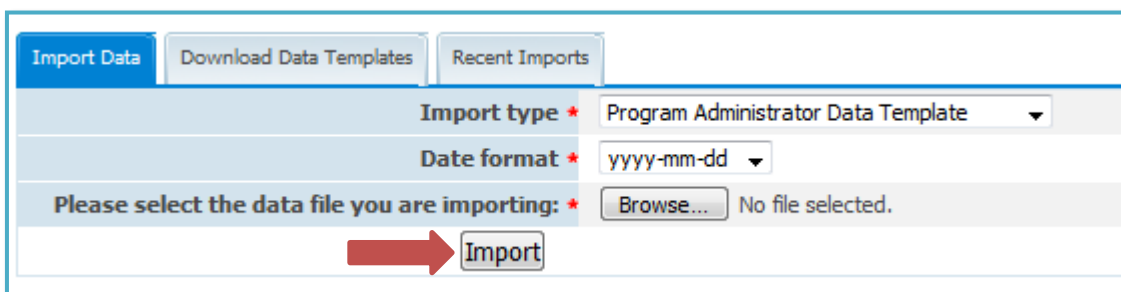 Import Data Download Data Templates Recent Imports
Import type * Program Administrator Data Template
Date format * yyyy-mm-dd
Please select the data file you are importing: * Browse... No file selected.
Import